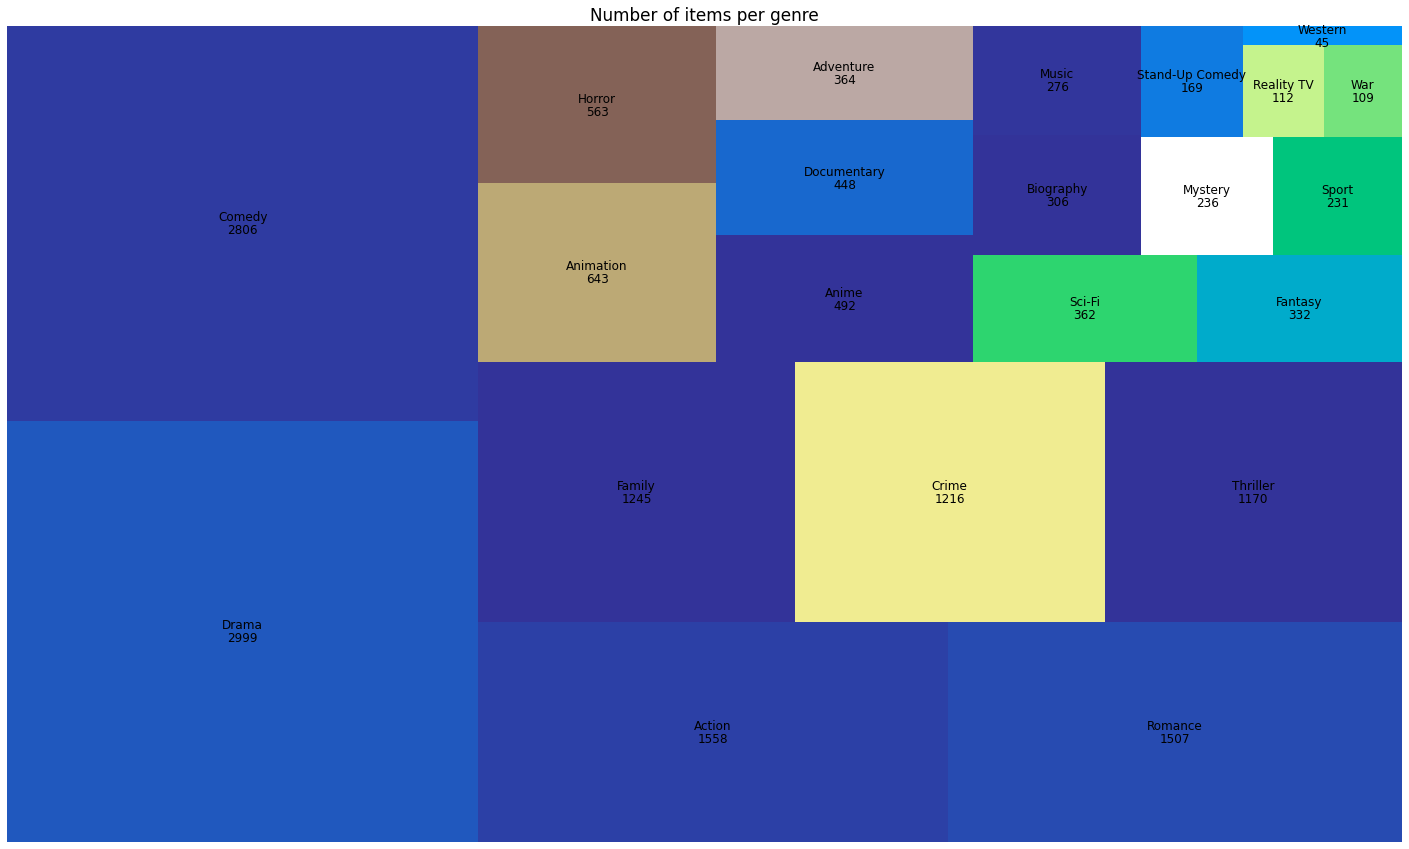 Number of items per genre
Western
45
Adventure
364
Music
276
Stand-Up Comedy
169
Reality TV
112
War
109
Horror
563
Documentary
448
Biography
306
Mystery
236
Sport
231
Comedy
2806
Animation
643
Anime
492
Sci-Fi
362
Fantasy
332
Family
1245
Crime
1216
Thriller
1170
Drama
2999
Action
1558
Romance
1507